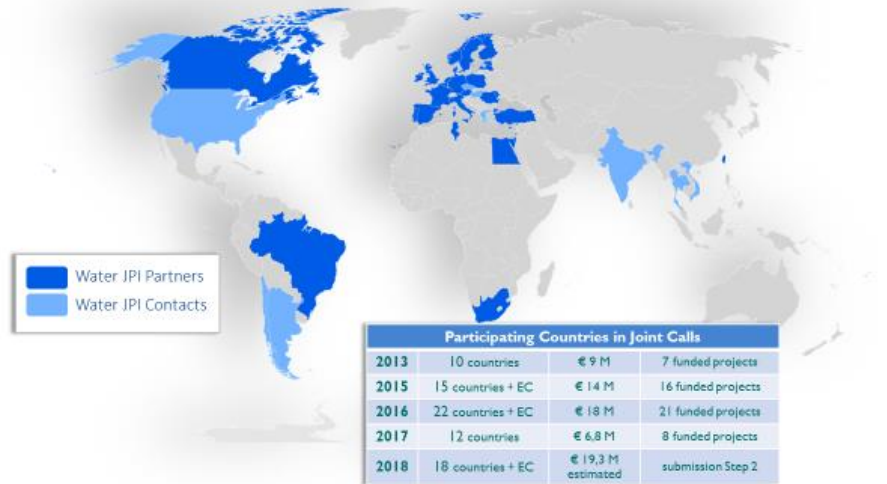 Water JPI Partners
Water JPI Contacts
Participating Countries in Joint Calls
2013 10 countries € 9 M 7 funded projects
2015 15 countries + EC € 14 M 16 funded projects
2016 22 countries + EC € 18 M 21 funded projects
2017 12 countries € 6,8 M 8 funded projects
2018 18 countries + EC € 19,3 M estimated submission Step 2